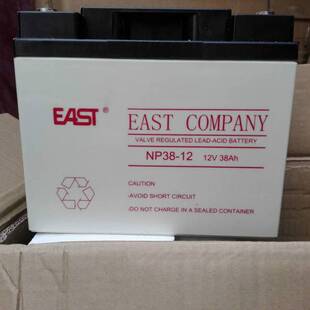 EAST ®
EAST COMPANY
VALVE REGULATED LEAD-ACID BATTERY
NP38-12 12V 38Ah
CAUTION:
-AVOID SHORT CIRCUIT
-DO NOT CHARGE IN A SEALED CONTAINER